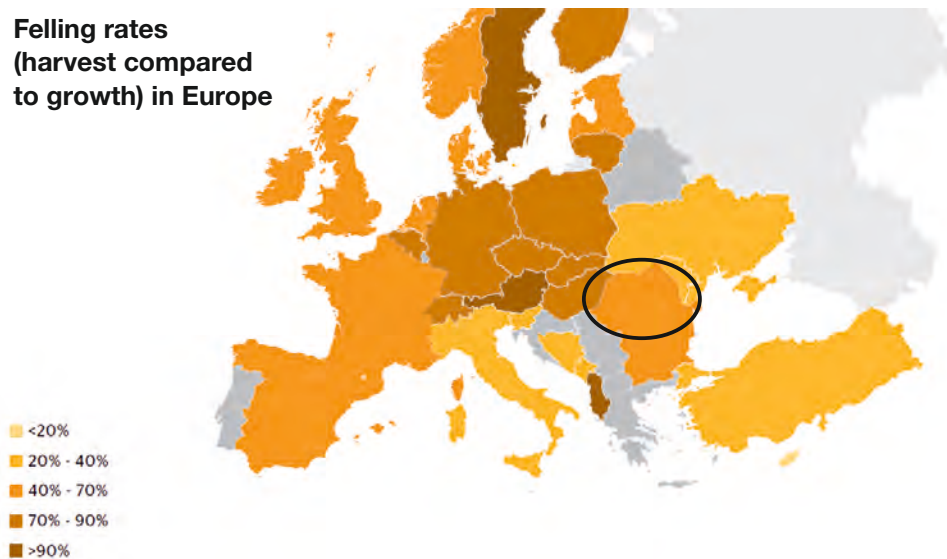 Felling rates
(harvest compared
to growth) in Europe
<20%
20% - 40%
40% - 70%
70% - 90%
>90%